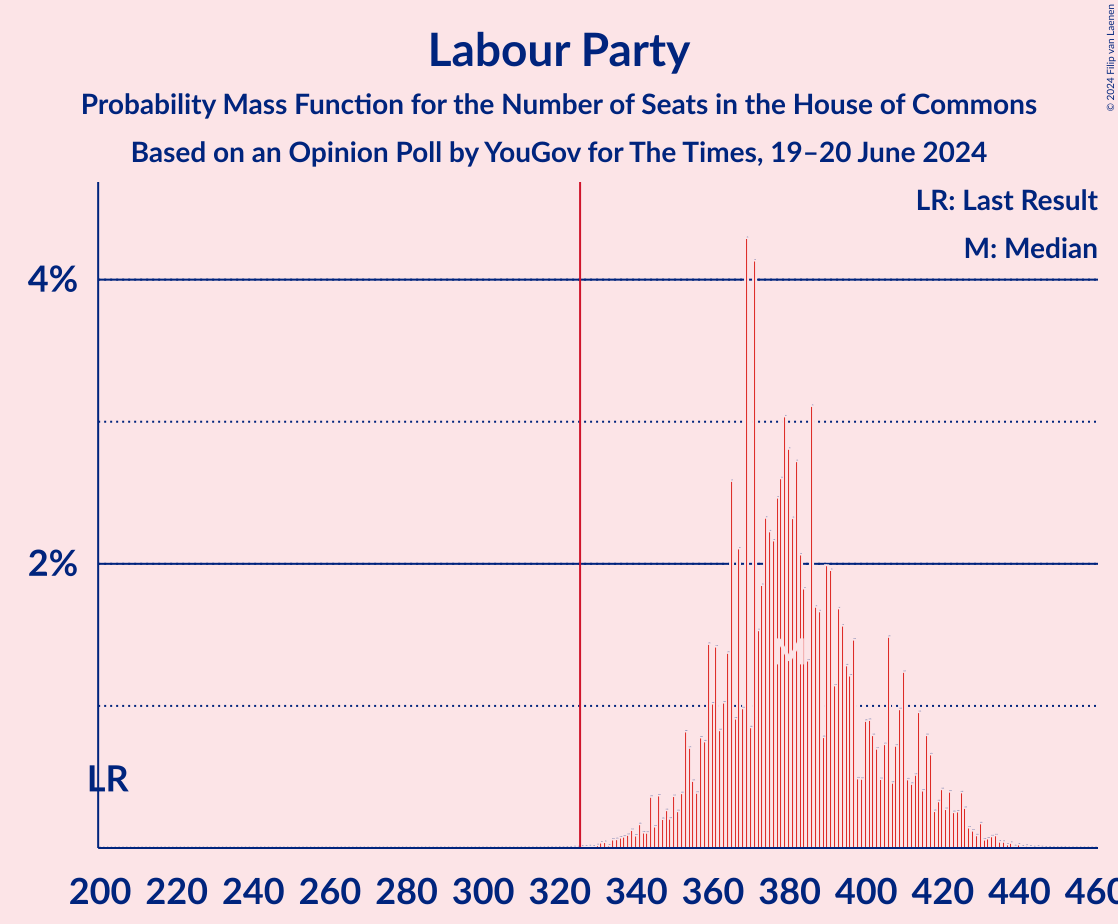 Labour Party
Probability Mass Function for the Number of Seats in the House of Commons
Based on an Opinion Poll by YouGov for The Times, 19–20 June 2024
© 2024 Filip van Laenen
LR: Last Result
M: Median
4%
2%
M
LR
200 220 240 260 280 300 320 340 360 380 400 420 440 460